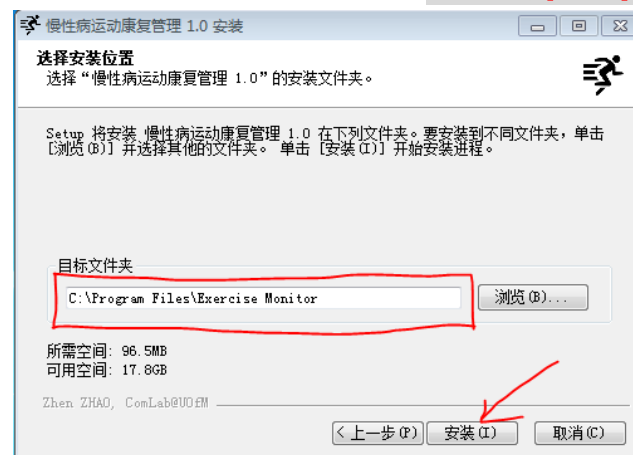 慢性病运动康复管理 1.0 安装
选择安装位置
选择“慢性病运动康复管理 1.0”的安装文件夹。
Setup 将安装 慢性病运动康复管理 1.0 在下列文件夹。要安装到不同文件夹，单击
[浏览(B)] 并选择其他的文件夹。 单击 [安装(I)] 开始安装进程。
目标文件夹
C:\Program Files\Exercise Monitor
浏览(B)...
所需空间: 96.5MB
可用空间: 17.8GB
Zhen ZHAO, ComLab@UOfM
< 上一步(P)
安装(I)
取消(C)